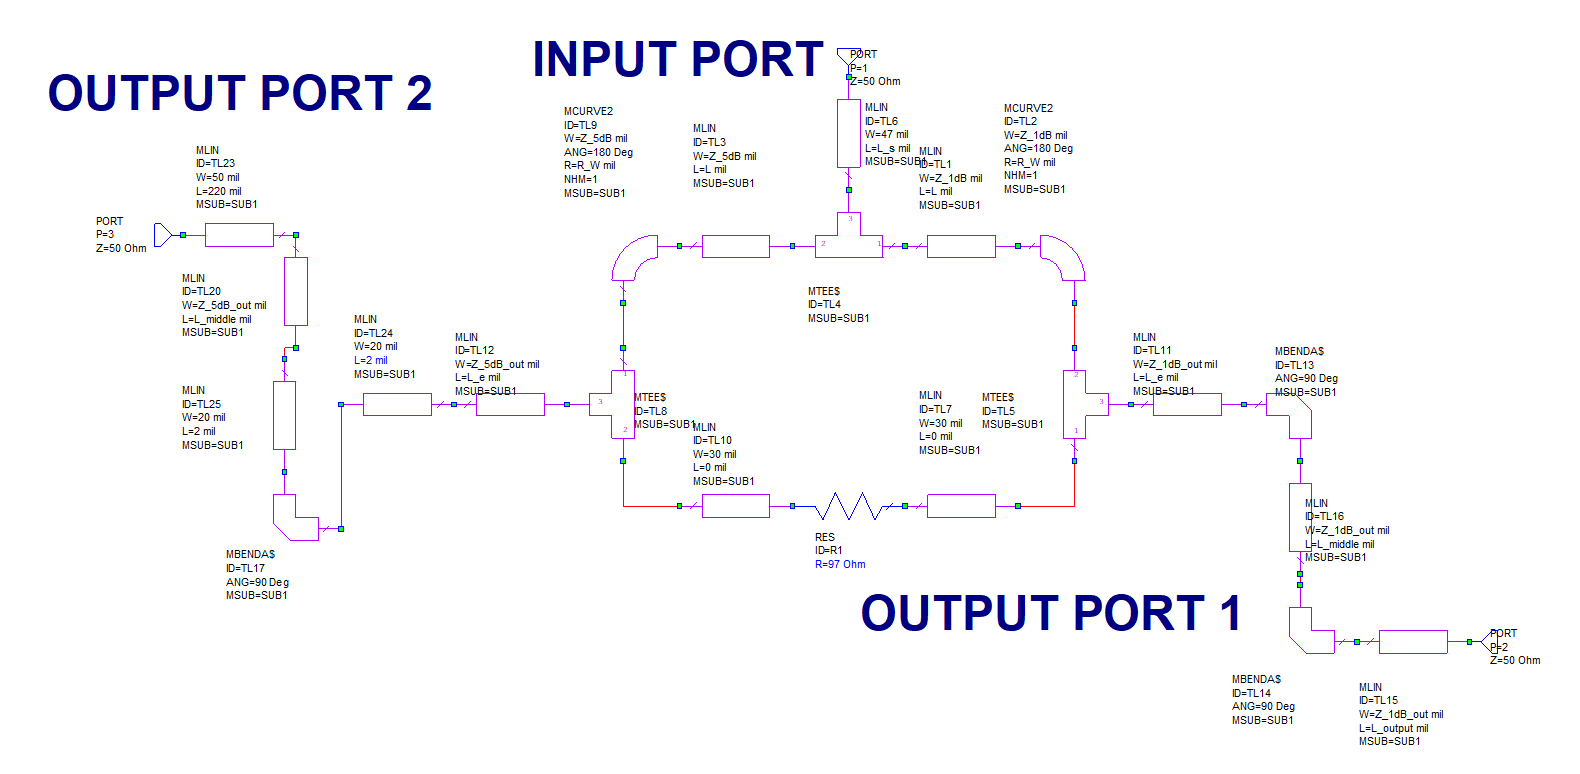 INPUT PORT
OUTPUT PORT 2
PORT
P=1
Z=50 Ohm
MLIN
ID=TL6
W=47 mil
L=L_s mil
MSUB=SUB1
MCURVE2
ID=TL9
W=Z_5dB mil
ANG=180 Deg
R=R_W mil
NHM=1
MSUB=SUB1
MLIN
ID=TL3
W=Z_5dB mil
L=L mil
MSUB=SUB1
MLIN
ID=TL1
W=Z_1dB mil
L=L mil
MSUB=SUB1
MCURVE2
ID=TL2
W=Z_1dB mil
ANG=180 Deg
R=R_W mil
NHM=1
MSUB=SUB1
MLIN
ID=TL23
W=50 mil
L=220 mil
MSUB=SUB1
PORT
P=3
Z=50 Ohm
3
2
1
MLIN
ID=TL20
W=Z_5dB_out mil
L=L_middle mil
MSUB=SUB1
MTEE$
ID=TL4
MSUB=SUB1
MLIN
ID=TL24
W=20 mil
L=2 mil
MSUB=SUB1
MLIN
ID=TL12
W=Z_5dB_out mil
L=L_e mil
MSUB=SUB1
MLIN
ID=TL11
W=Z_1dB_out mil
L=L_e mil
MSUB=SUB1
MBENDA$
ID=TL13
ANG=90 Deg
MSUB=SUB1
MLIN
ID=TL25
W=20 mil
L=2 mil
MSUB=SUB1
1
3
2
MTEE$
ID=TL8
MSUB=SUB1
MLIN
ID=TL10
W=30 mil
L=0 mil
MSUB=SUB1
MLIN
ID=TL7
W=30 mil
L=0 mil
MSUB=SUB1
MTEE$
ID=TL5
MSUB=SUB1
2
3
1
RES
ID=R1
R=97 Ohm
MLIN
ID=TL16
W=Z_1dB_out mil
L=L_middle mil
MSUB=SUB1
MBENDA$
ID=TL17
ANG=90 Deg
MSUB=SUB1
OUTPUT PORT 1
PORT
P=2
Z=50 Ohm
MBENDA$
ID=TL14
ANG=90 Deg
MSUB=SUB1
MLIN
ID=TL15
W=Z_1dB_out mil
L=L_output mil
MSUB=SUB1